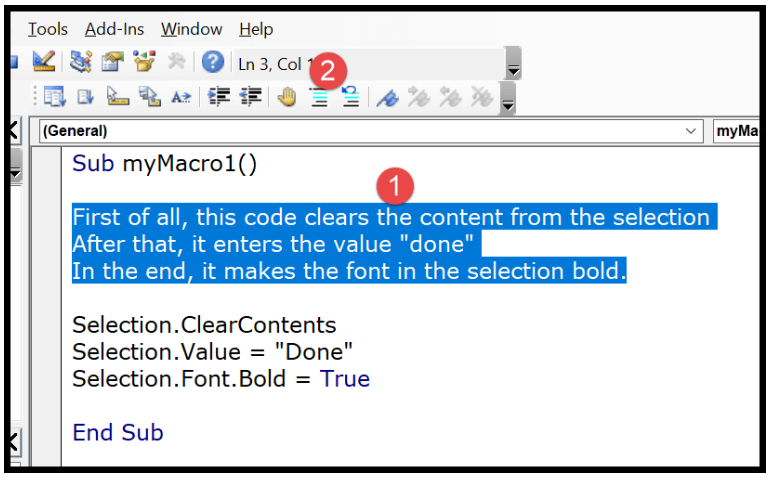 Tools Add-Ins Window Help
Ln 3, Col 1
2
(General)
myMa
Sub myMacro1()
1
First of all, this code clears the content from the selection
After that, it enters the value "done"
In the end, it makes the font in the selection bold.
Selection.ClearContents
Selection.Value = "Done"
Selection.Font.Bold = True
End Sub